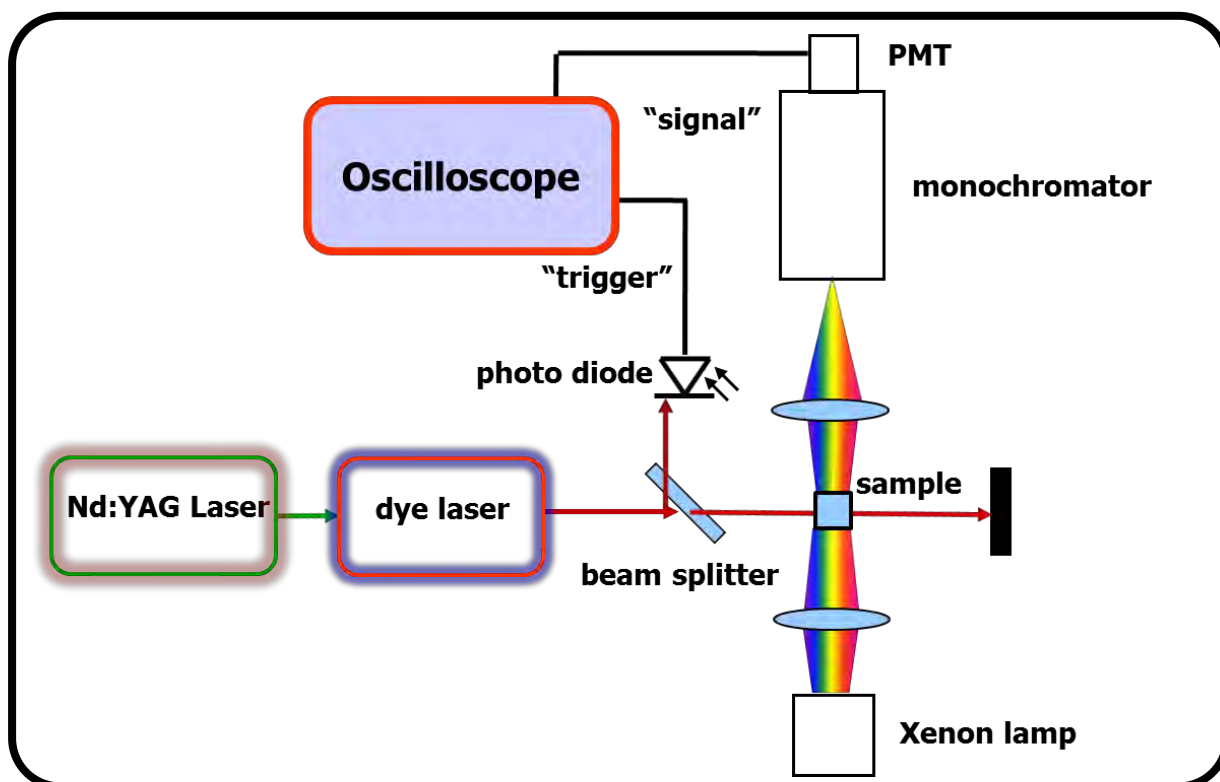 PMT
“signal”
Oscilloscope
monochromator
“trigger”
photo diode
Nd:YAG Laser
dye laser
sample
beam splitter
Xenon lamp